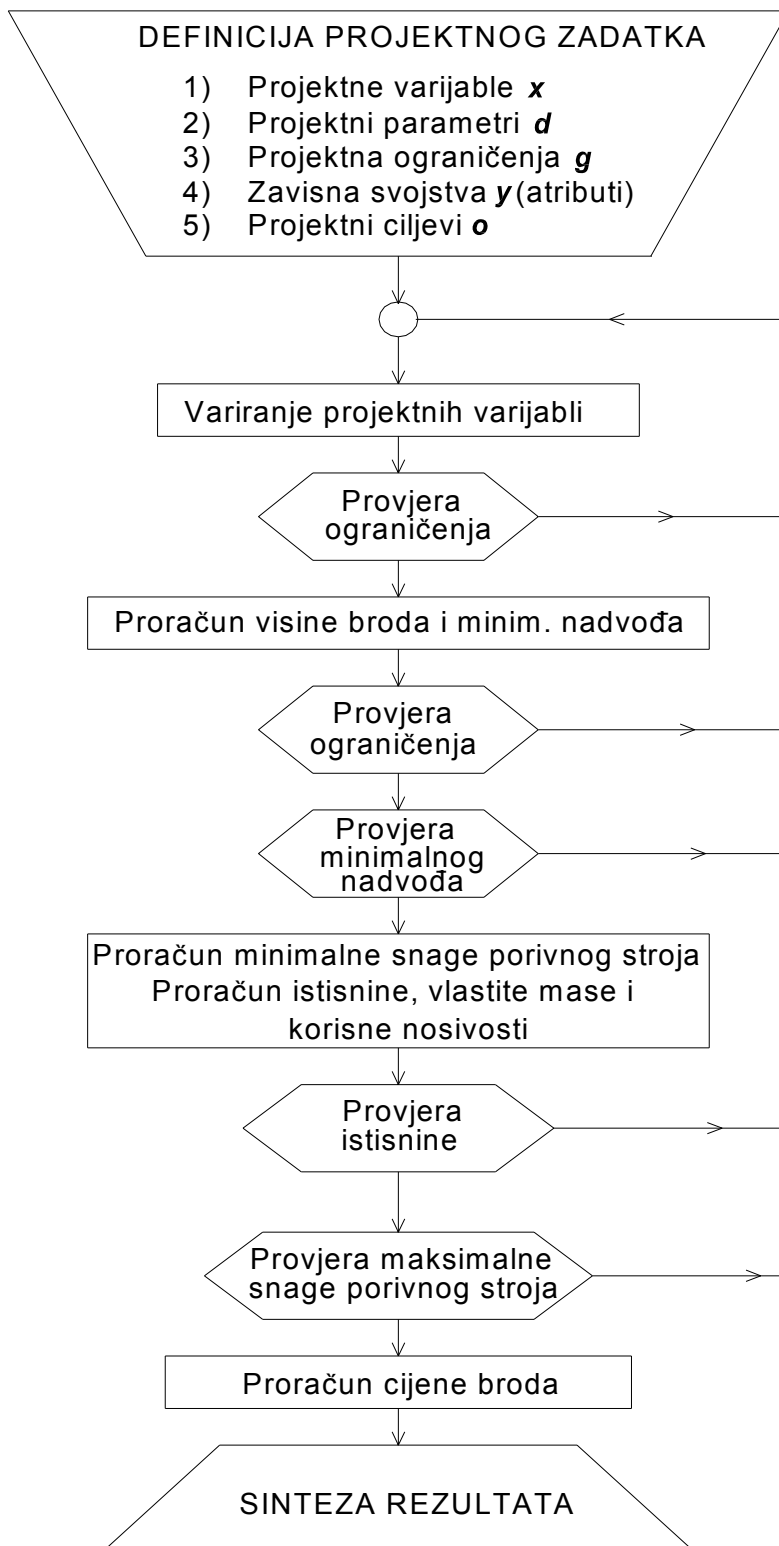 DEFINICIJA PROJEKTNOG ZADATKA
1) Projektne varijable x
2) Projektni parametri d
3) Projektna ograničenja g
4) Zavisna svojstva y (atributi)
5) Projektni ciljevi o
Variranje projektnih varijabli
Provjera
ograničenja
Proračun visine broda i minim. nadvođa
Provjera
ograničenja
Provjera
minimalnog
nadvođa
Proračun minimalne snage porivnog stroja
Proračun istisnine, vlastite mase i
korisne nosivosti
Provjera
istisnine
Provjera maksimalne
snage porivnog stroja
Proračun cijene broda
SINTEZA REZULTATA